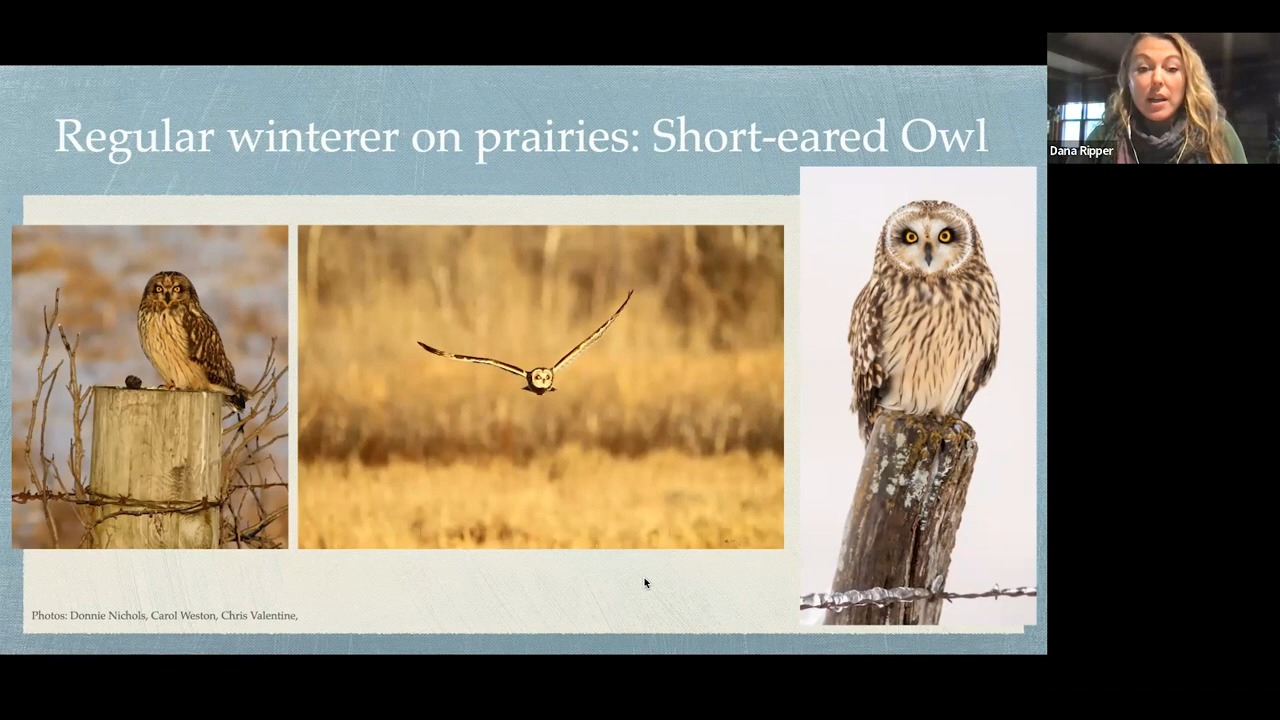 Regular winterer on prairies: Short-eared Owl
Dana Ripper
Photos: Donnie Nichols, Carol Weston, Chris Valentine,